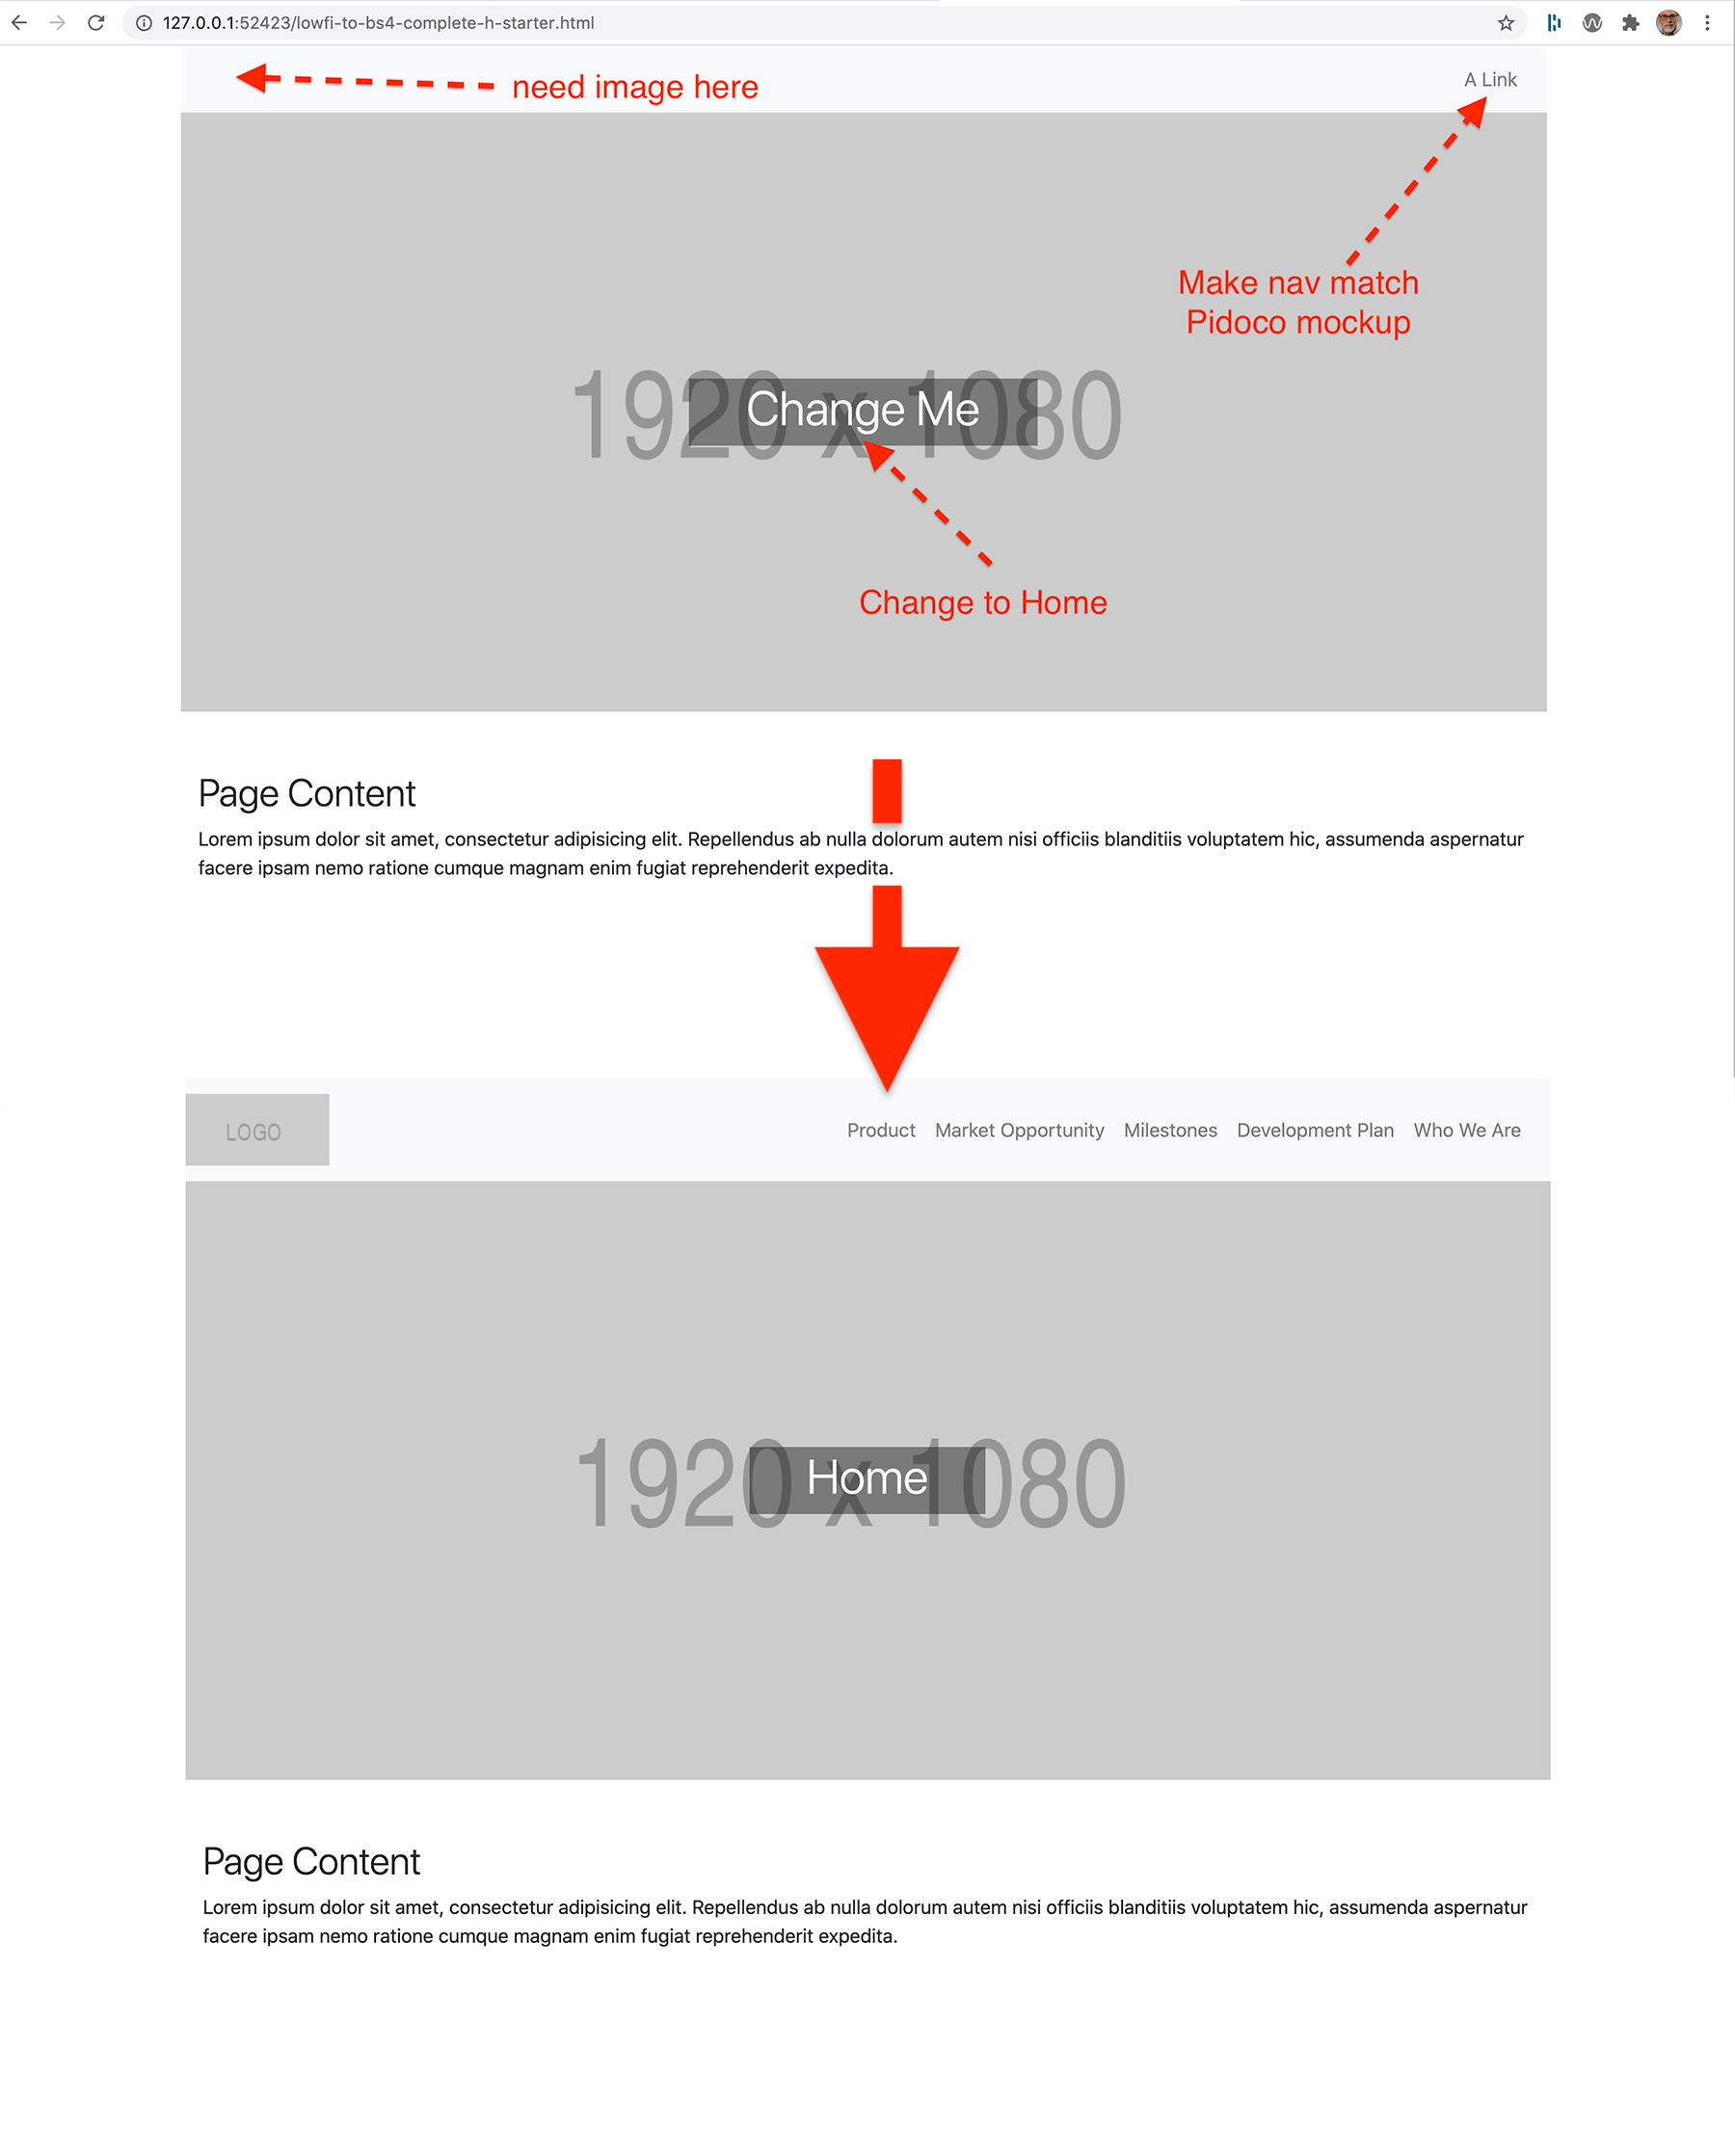 127.0.0.1:52423/lowfi-to-bs4-complete-h-starter.html
need image here
A Link
Make nav match
Pidoco mockup
1920 x 1080
Change Me
Change to Home
Page Content
Lorem ipsum dolor sit amet, consectetur adipisicing elit. Repellendus ab nulla dolorum autem nisi officiis blanditiis voluptatem hic, assumenda aspernatur
facere ipsam nemo ratione cumque magnam enim fugiat reprehenderit expedita.
LOGO
Product Market Opportunity Milestones Development Plan Who We Are
1920 x 1080
Home
Page Content
Lorem ipsum dolor sit amet, consectetur adipisicing elit. Repellendus ab nulla dolorum autem nisi officiis blanditiis voluptatem hic, assumenda aspernatur
facere ipsam nemo ratione cumque magnam enim fugiat reprehenderit expedita.